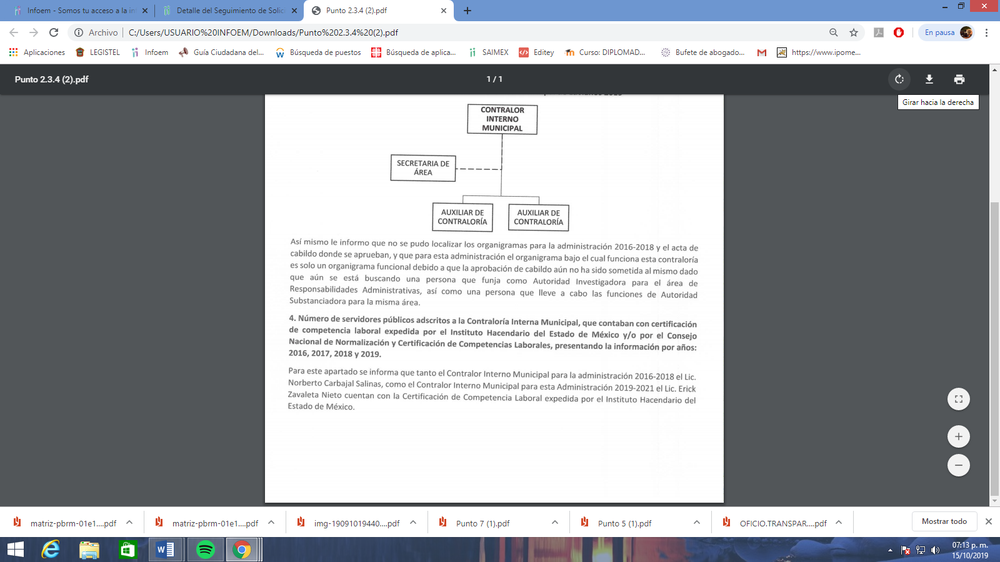 Infoem - Somos tu acceso a la in
Detalle del Seguimiento de Solici
Punto 2.3.4 (2).pdf
Archivo
C:/Users/USUARIO%20INFOEM/Downloads/Punto%202.3.4%20(2).pdf
En pausa
Aplicaciones
LEGISTEL
Infoem
Guía Ciudadana del...
Búsqueda de puestos
Búsqueda de aplica...
SAIMEX
Editey
Curso: DIPLOMAD...
Bufete de abogado...
https://www.ipome...
Punto 2.3.4 (2).pdf
1 / 1
Girar hacia la derecha
CONTRALOR
INTERNO
MUNICIPAL
SECRETARIA DE
ÁREA
AUXILIAR DE
CONTRALORÍA
AUXILIAR DE
CONTRALORÍA
Así mismo le informo que no se pudo localizar los organigramas para la administración 2016-2018 y el acta de
cabildo donde se aprueban, y que para esta administración el organigrama bajo el cual funciona esta contraloría
es solo un organigrama funcional debido a que la aprobación de cabildo aún no ha sido sometida al mismo dado
que aún se está buscando una persona que funja como Autoridad Investigadora para el área de
Responsabilidades Administrativas, así como una persona que lleve a cabo las funciones de Autoridad
Substanciadora para la misma área.
4. Número de servidores públicos adscritos a la Contraloría Interna Municipal, que contaban con certificación
de competencia laboral expedida por el Instituto Hacendario del Estado de México y/o por el Consejo
Nacional de Normalización y Certificación de Competencias Laborales, presentando la información por años:
2016, 2017, 2018 y 2019.
Para este apartado se informa que tanto el Contralor Interno Municipal para la administración 2016-2018 el Lic.
Norberto Carbajal Salinas, como el Contralor Interno Municipal para esta Administración 2019-2021 el Lic. Erick
Zavaleta Nieto cuentan con la Certificación de Competencia Laboral expedida por el Instituto Hacendario del
Estado de México.
matriz-pbrm-01e1....pdf
matriz-pbrm-01e1....pdf
img-19091019440....pdf
Punto 7 (1).pdf
Punto 5 (1).pdf
OFICIO.TRANSPAR....pdf
Mostrar todo
07:13 p. m.
15/10/2019